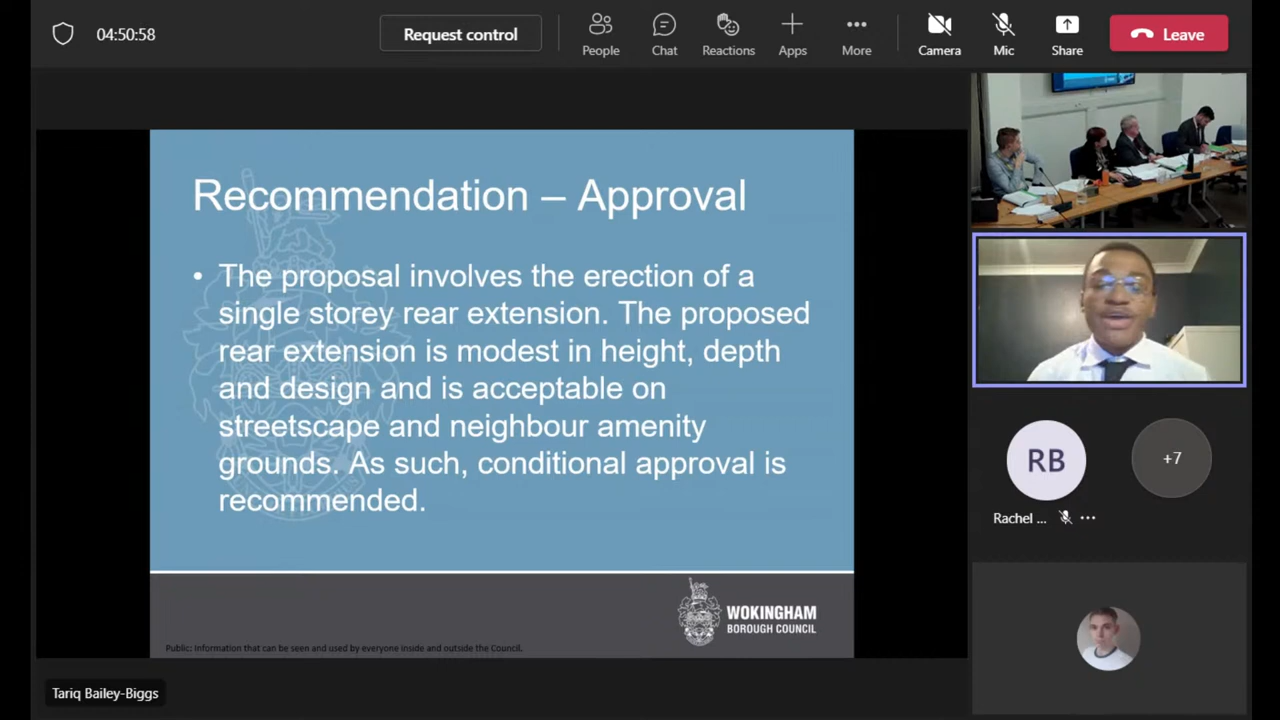 04:50:58
Request control
People
Chat
Reactions
Apps
More
Camera
Mic
Share
Leave
Recommendation – Approval
• The proposal involves the erection of a
single storey rear extension. The proposed
rear extension is modest in height, depth
and design and is acceptable on
streetscape and neighbour amenity
grounds. As such, conditional approval is
recommended.
WOKINGHAM
BOROUGH COUNCIL
Public: Information that can be seen and used by everyone inside and outside the Council.
Tariq Bailey-Biggs
RB
+7
Rachel ...